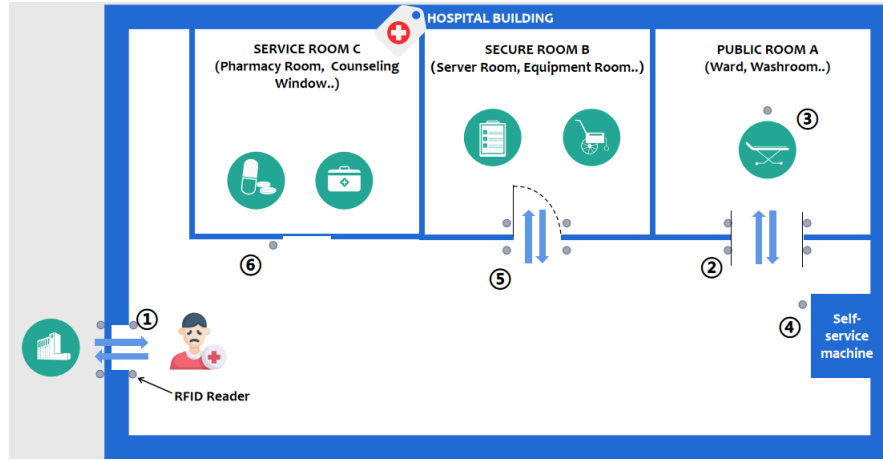 HOSPITAL BUILDING
SERVICE ROOM C
(Pharmacy Room, Counseling
Window..)
SECURE ROOM B
(Server Room, Equipment Room..)
PUBLIC ROOM A
(Ward, Washroom..)
③
②
⑤
⑥
①
④
Self-
service
machine
RFID Reader